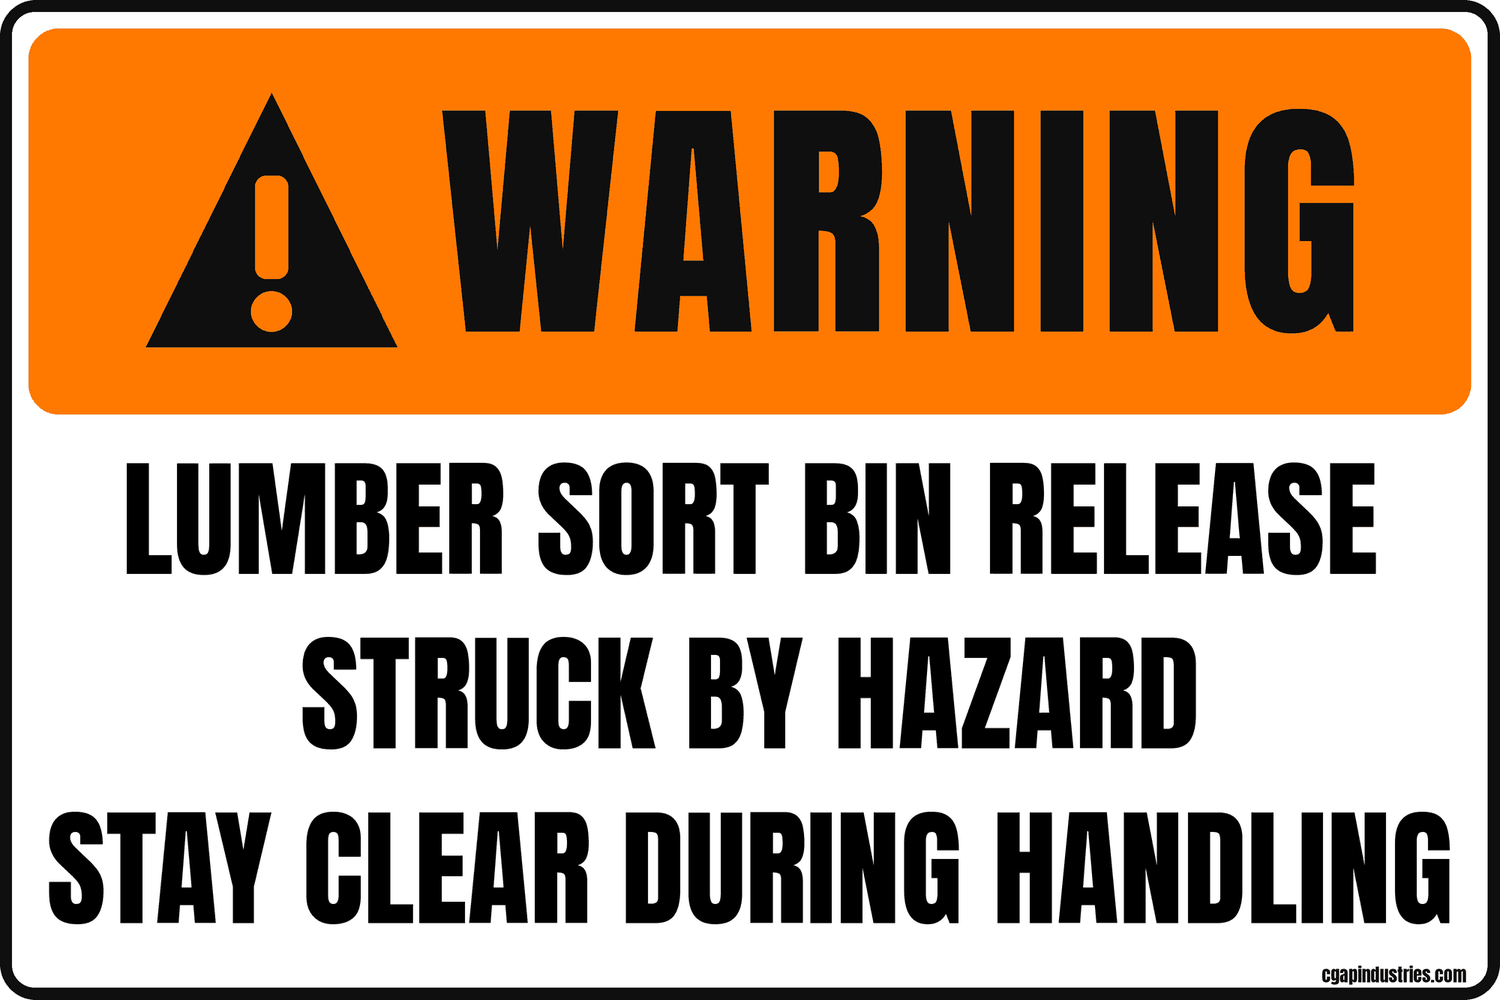 WARNING
LUMBER SORT BIN RELEASE
STRUCK BY HAZARD
STAY CLEAR DURING HANDLING
cgapindustries.com